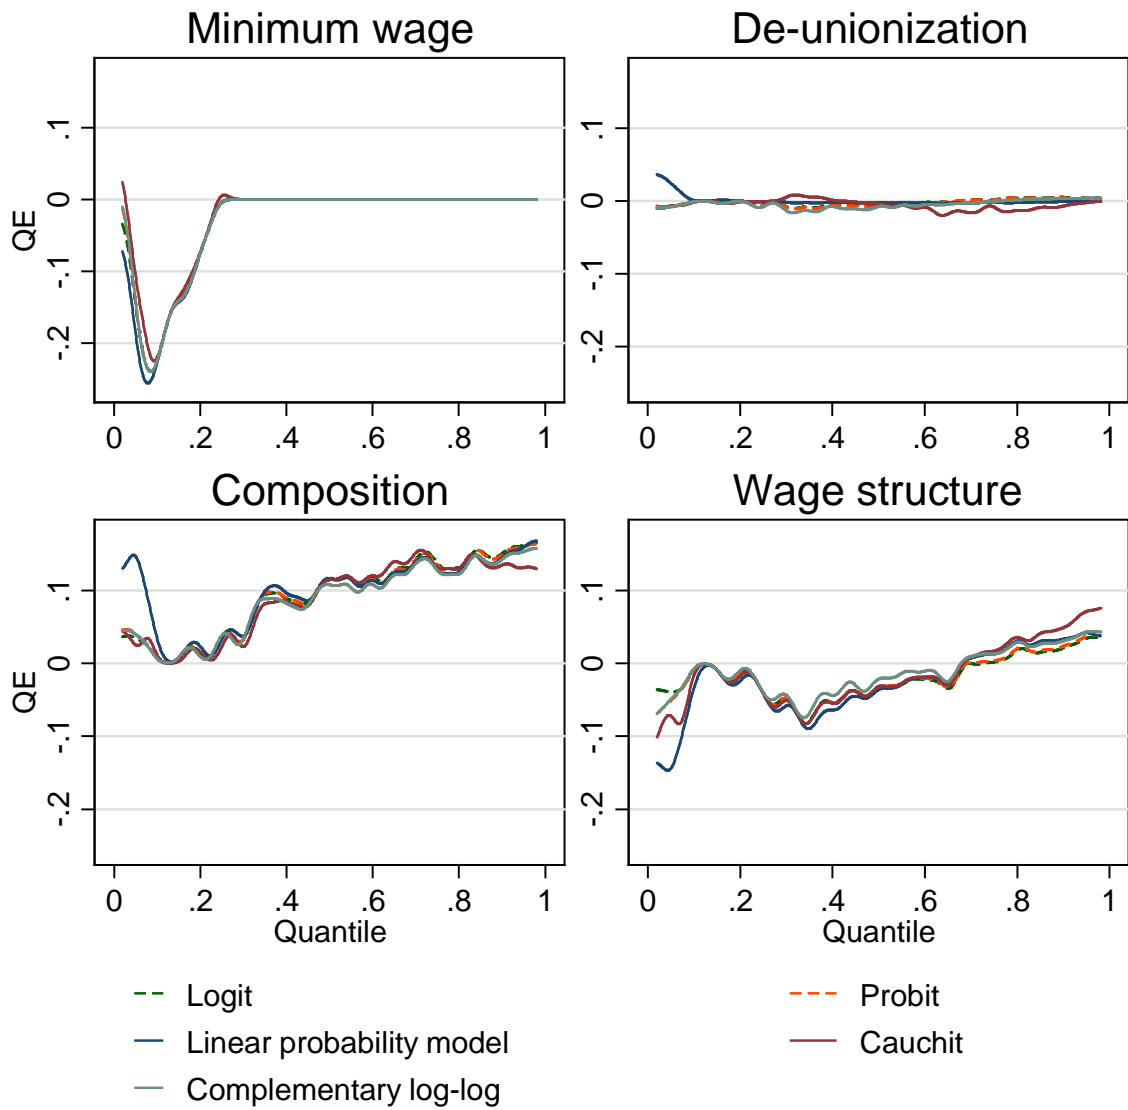 Minimum wage De-unionization
.1 .1
0 0
-.1 -.1
-.2 -.2
QE
0 .2 .4 .6 .8 1 0 .2 .4 .6 .8 1
Composition Wage structure
.1 .1
0 0
-.1 -.1
-.2 -.2
QE
0 .2 .4 .6 .8 1 0 .2 .4 .6 .8 1
Quantile Quantile
Logit Probit
Linear probability model Cauchit
Complementary log-log